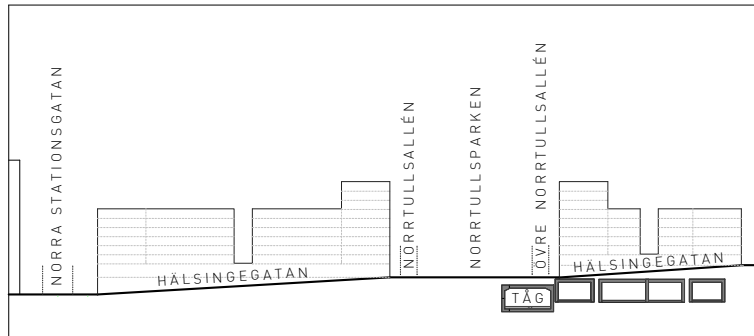 NORRA STATIONSGATAN
HÄLSINGEGATAN
NORRTULLSALLÉN
NORRTULLSPARKEN
ÖVRE NORRTULLSALLÉN
HÄLSINGEGATAN
TÅG